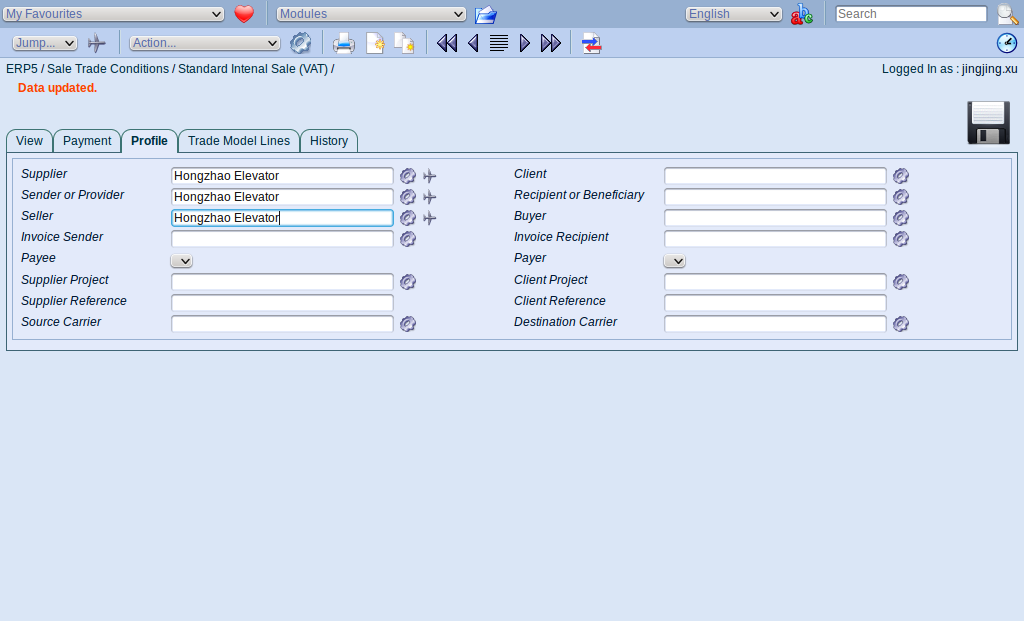 My Favourites Modules English Search
Jump... Action...
ERP5 / Sale Trade Conditions / Standard Intenal Sale (VAT) / Logged In as : jingjing.xu
Data updated.
View Payment Profile Trade Model Lines History
Supplier Hongzhao Elevator Client
Sender or Provider Hongzhao Elevator Recipient or Beneficiary
Seller Hongzhao Elevator Buyer
Invoice Sender Invoice Recipient
Payee Payer
Supplier Project Client Project
Supplier Reference Client Reference
Source Carrier Destination Carrier